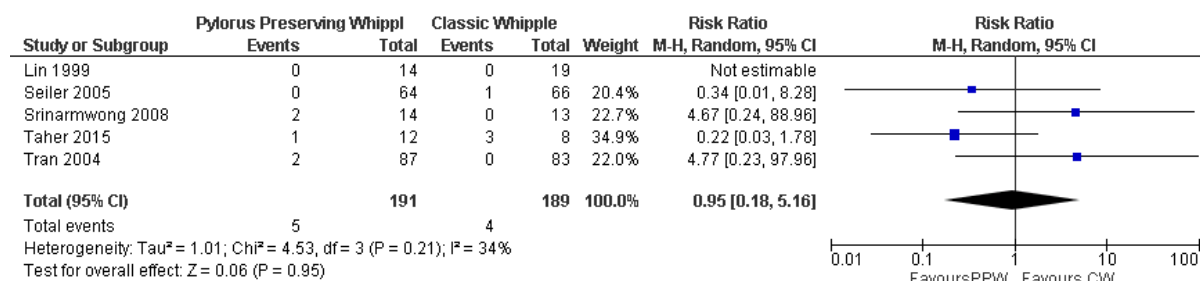 Pylorus Preserving Whippl Classic Whipple Risk Ratio Risk Ratio
Study or Subgroup Events Total Events Total Weight M-H, Random, 95% CI M-H, Random, 95% CI
Lin 1999 0 14 0 19 Not estimable
Seiler 2005 0 64 1 66 20.4% 0.34 [0.01, 8.28]
Srinarmwong 2008 2 14 0 13 22.7% 4.67 [0.24, 88.96]
Taher 2015 1 12 3 8 34.9% 0.22 [0.03, 1.78]
Tran 2004 2 87 0 83 22.0% 4.77 [0.23, 97.96]
Total (95% CI) 191 189 100.0% 0.95 [0.18, 5.16]
Total events 5 4
Heterogeneity: Tau² = 1.01; Chi² = 4.53, df = 3 (P = 0.21); I² = 34%
Test for overall effect: Z = 0.06 (P = 0.95)
0.01 0.1 1 10 100
FavoursPPW Favours CW